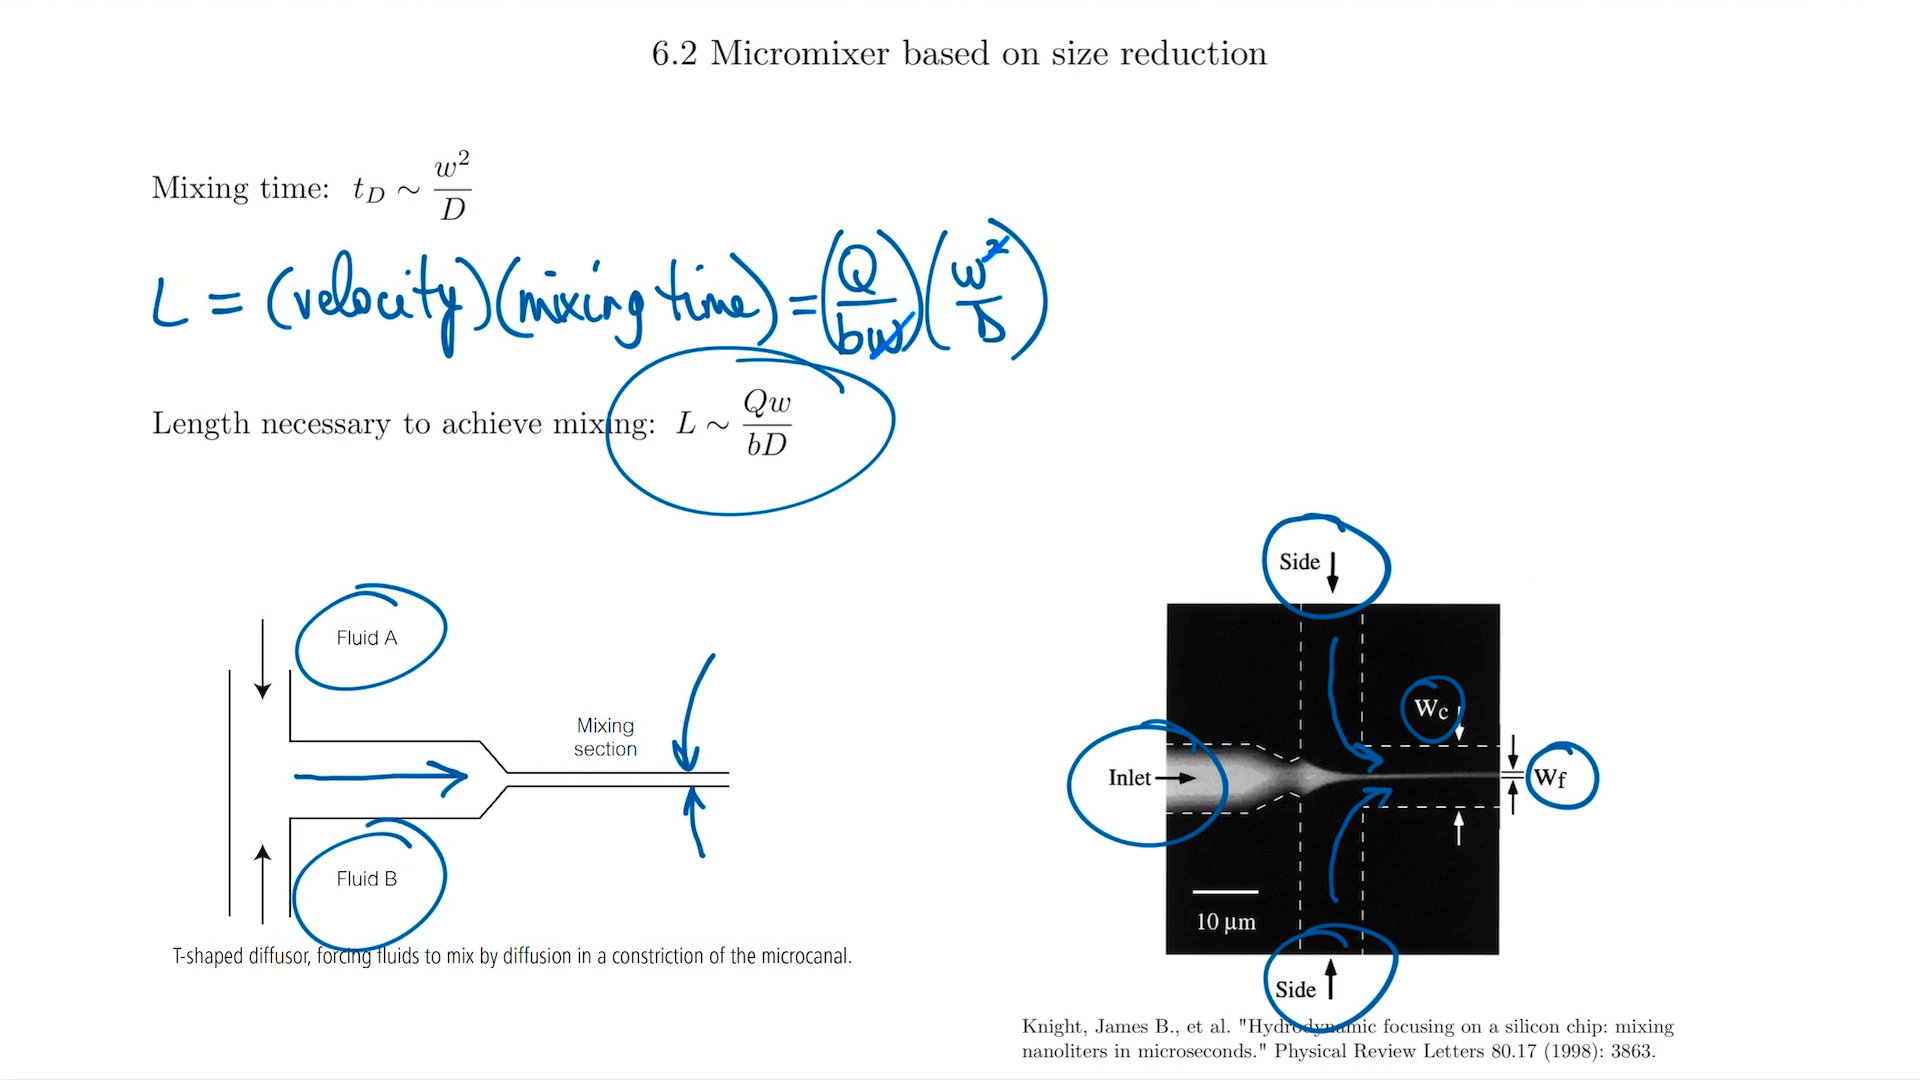 6.2 Micromixer based on size reduction
Mixing time: t_D ∼ w²/D
L = (velocity)(mixing time) = (Q/bw)(w²/D)
Length necessary to achieve mixing: L ∼ Qw/bD
Fluid A
Mixing
section
Fluid B
T-shaped diffusor, forcing fluids to mix by diffusion in a constriction of the microcanal.
Side
Wc
Inlet
Wf
10 µm
Side
Knight, James B., et al. "Hydrodynamic focusing on a silicon chip: mixing
nanoliters in microseconds." Physical Review Letters 80.17 (1998): 3863.